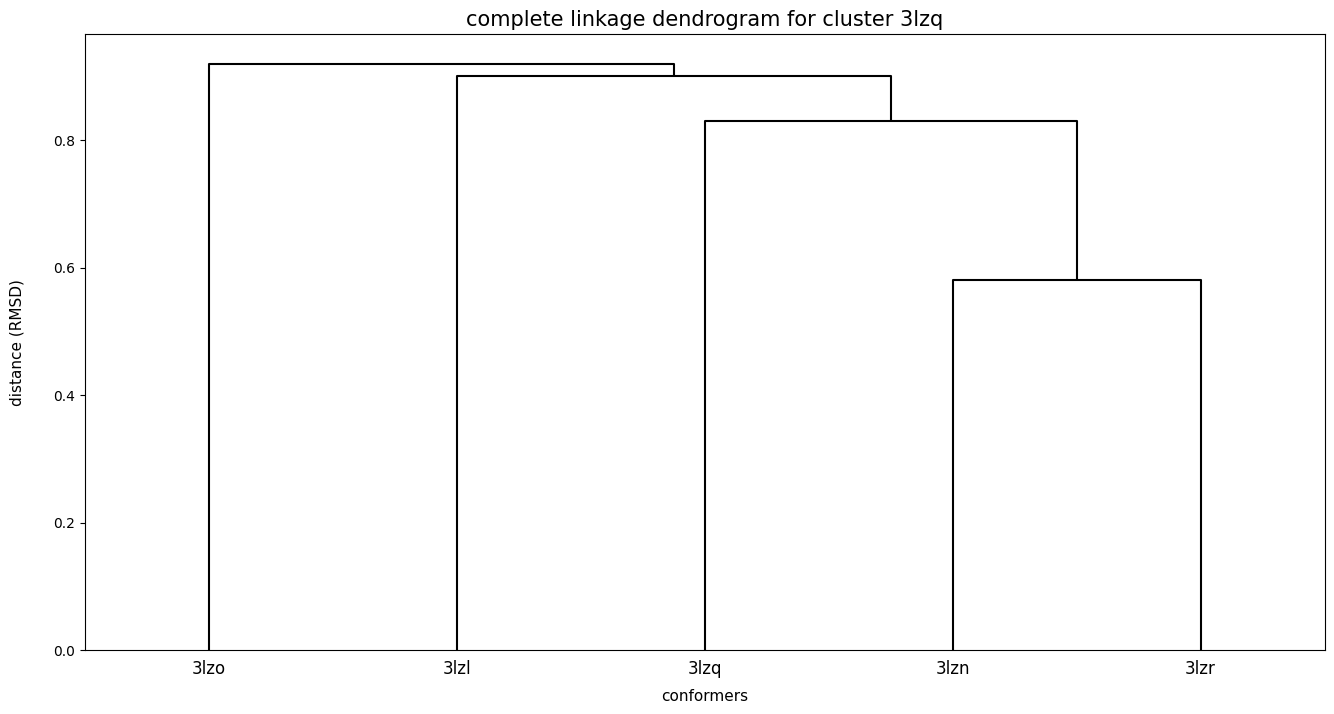 complete linkage dendrogram for cluster 3lzq
distance (RMSD)
0.8
0.6
0.4
0.2
0.0
3lzo 3lzl 3lzq 3lzn 3lzr
conformers